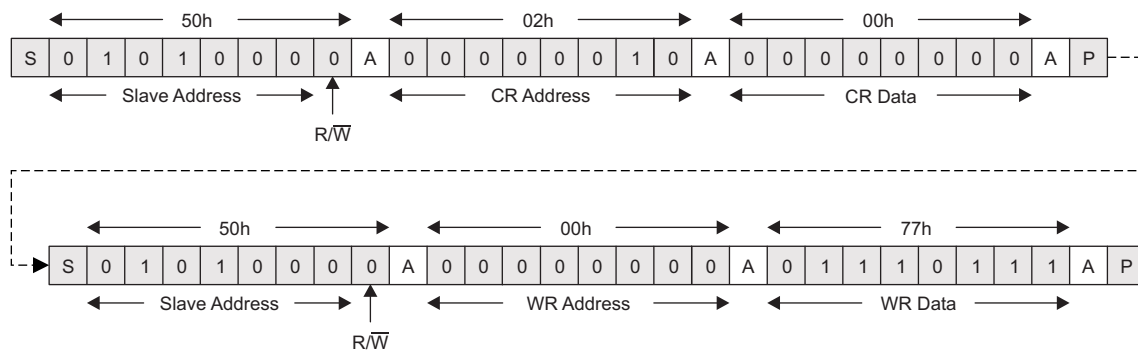 50h 02h 00h
S 0 1 0 1 0 0 0 0 A 0 0 0 0 0 0 1 0 A 0 0 0 0 0 0 0 0 A P
Slave Address CR Address CR Data
R/W̅
50h 00h 77h
S 0 1 0 1 0 0 0 0 A 0 0 0 0 0 0 0 0 A 0 1 1 1 0 1 1 1 A P
Slave Address WR Address WR Data
R/W̅